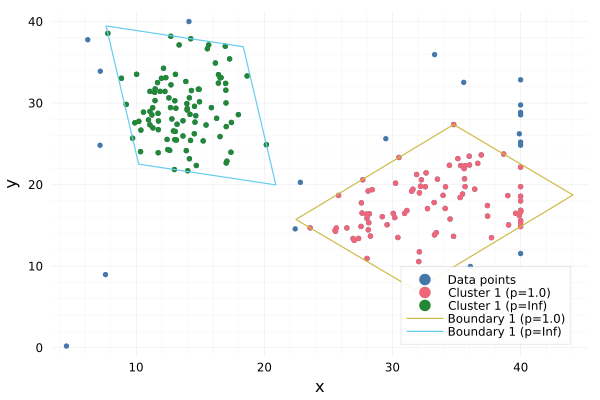 40
30
20
10
0
y
10
20
30
40
x
Data points
Cluster 1 (p=1.0)
Cluster 1 (p=Inf)
Boundary 1 (p=1.0)
Boundary 1 (p=Inf)